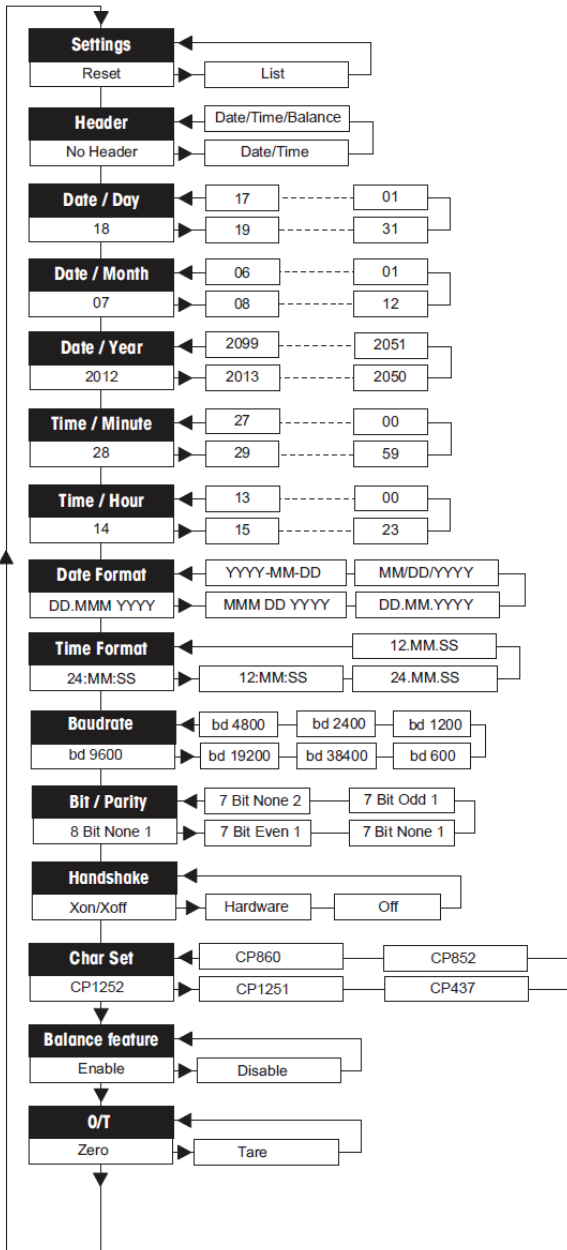 Settings
Reset List
Header Date/Time/Balance
No Header Date/Time
Date / Day 17 01
18 19 31
Date / Month 06 01
07 08 12
Date / Year 2099 2051
2012 2013 2050
Time / Minute 27 00
28 29 59
Time / Hour 13 00
14 15 23
Date Format YYYY-MM-DD MM/DD/YYYY
DD.MMM YYYY MMM DD YYYY DD.MM.YYYY
Time Format 12.MM.SS
24:MM:SS 12:MM:SS 24.MM.SS
Baudrate bd 4800 bd 2400 bd 1200
bd 9600 bd 19200 bd 38400 bd 600
Bit / Parity 7 Bit None 2 7 Bit Odd 1
8 Bit None 1 7 Bit Even 1 7 Bit None 1
Handshake
Xon/Xoff Hardware Off
Char Set CP860 CP852
CP1252 CP1251 CP437
Balance feature
Enable Disable
0/T
Zero Tare